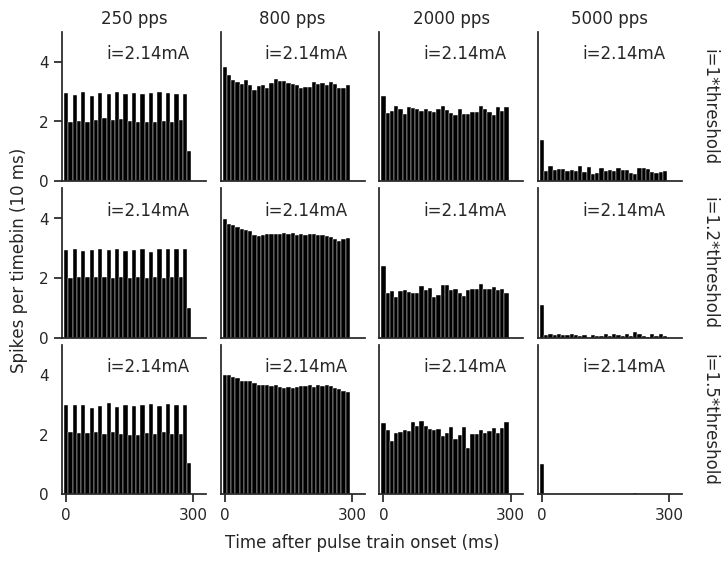 250 pps 800 pps 2000 pps 5000 pps
i=2.14mA i=2.14mA i=2.14mA i=2.14mA
i=1*threshold
4
2
0
i=2.14mA i=2.14mA i=2.14mA i=2.14mA
i=1.2*threshold
4
2
0
Spikes per timebin (10 ms)
i=2.14mA i=2.14mA i=2.14mA i=2.14mA
i=1.5*threshold
4
2
0
0 300 0 300 0 300 0 300
Time after pulse train onset (ms)